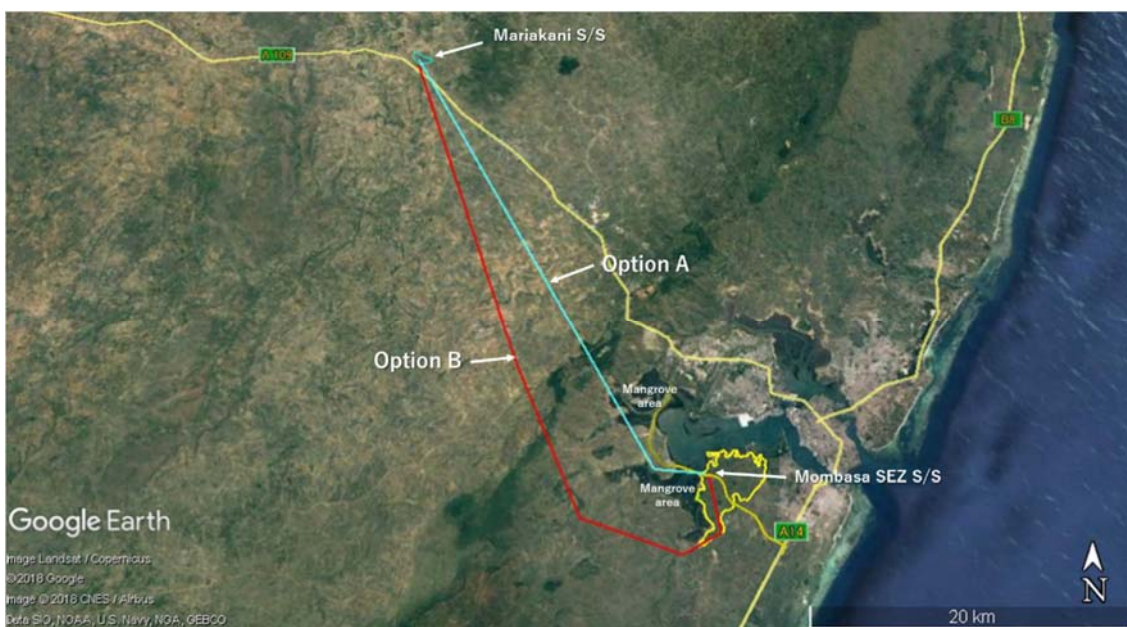 Mariakani S/S
A109
B8
Option A
Option B
Mangrove
area
Mangrove
area
Mombasa SEZ S/S
A14
Google Earth
Image Landsat / Copernicus
©2018 Google
Image © 2018 CNES / Airbus
Data SIO, NOAA, U.S. Navy, NGA, GEBCO
N
20 km